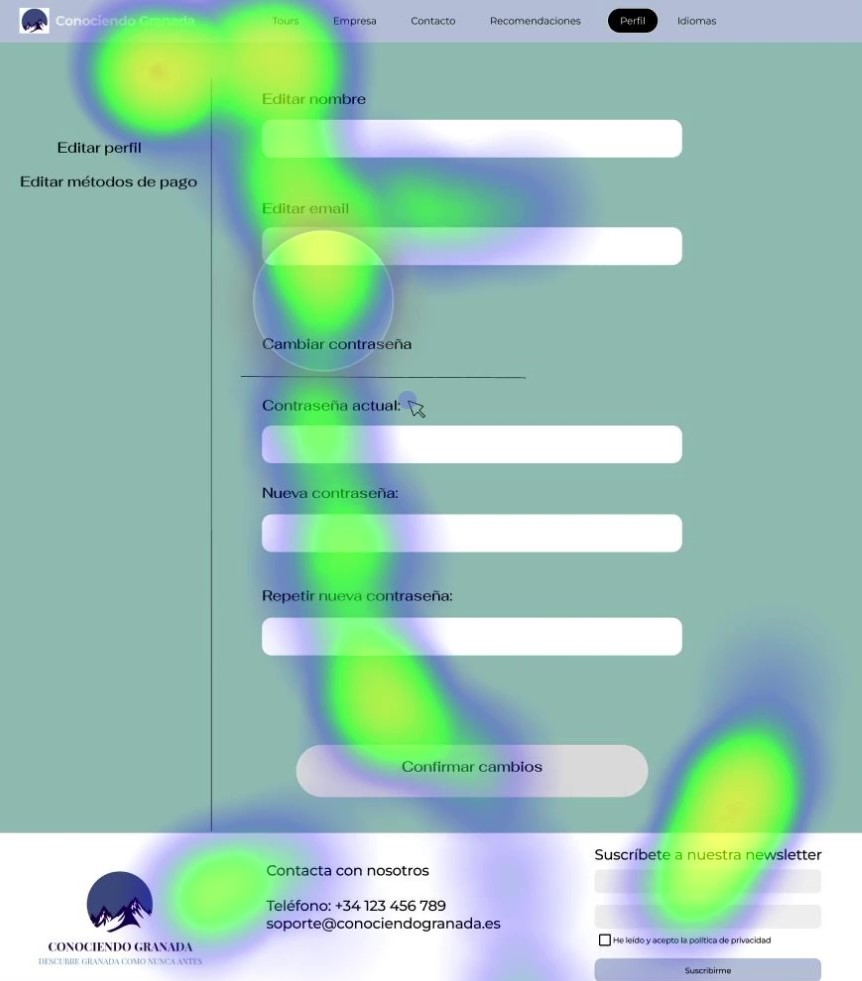 Conociendo Granada
Tours
Empresa
Contacto
Recomendaciones
Perfil
Idiomas
Editar perfil
Editar métodos de pago
Editar nombre
Editar email
Cambiar contraseña
Contraseña actual:
Nueva contraseña:
Repetir nueva contraseña:
Confirmar cambios
CONOCIENDO GRANADA
DESCUBRE GRANADA COMO NUNCA ANTES
Contacta con nosotros
Teléfono: +34 123 456 789
soporte@conociendogranada.es
Suscríbete a nuestra newsletter
He leído y acepto la política de privacidad
Suscribirme